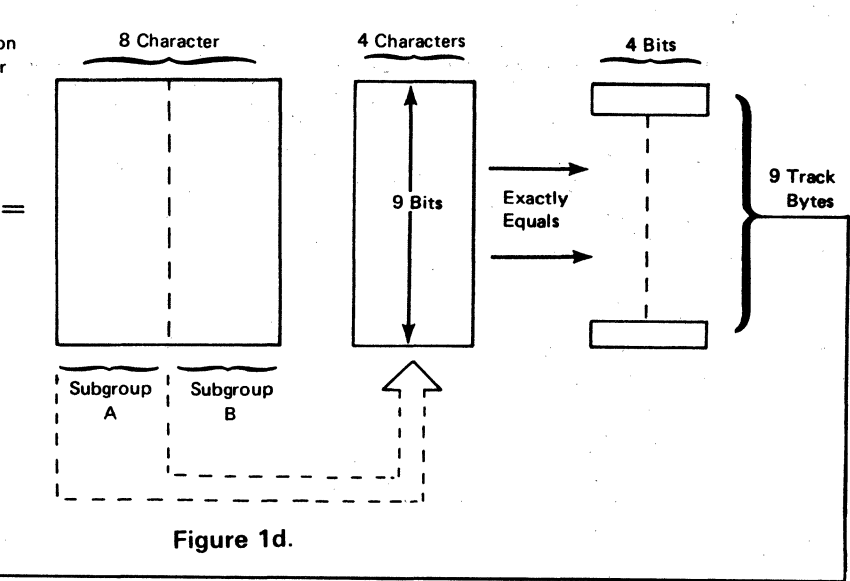 8 Character
4 Characters
4 Bits
=
9 Bits
Exactly
Equals
9 Track
Bytes
Subgroup
A
Subgroup
B
Figure 1d.